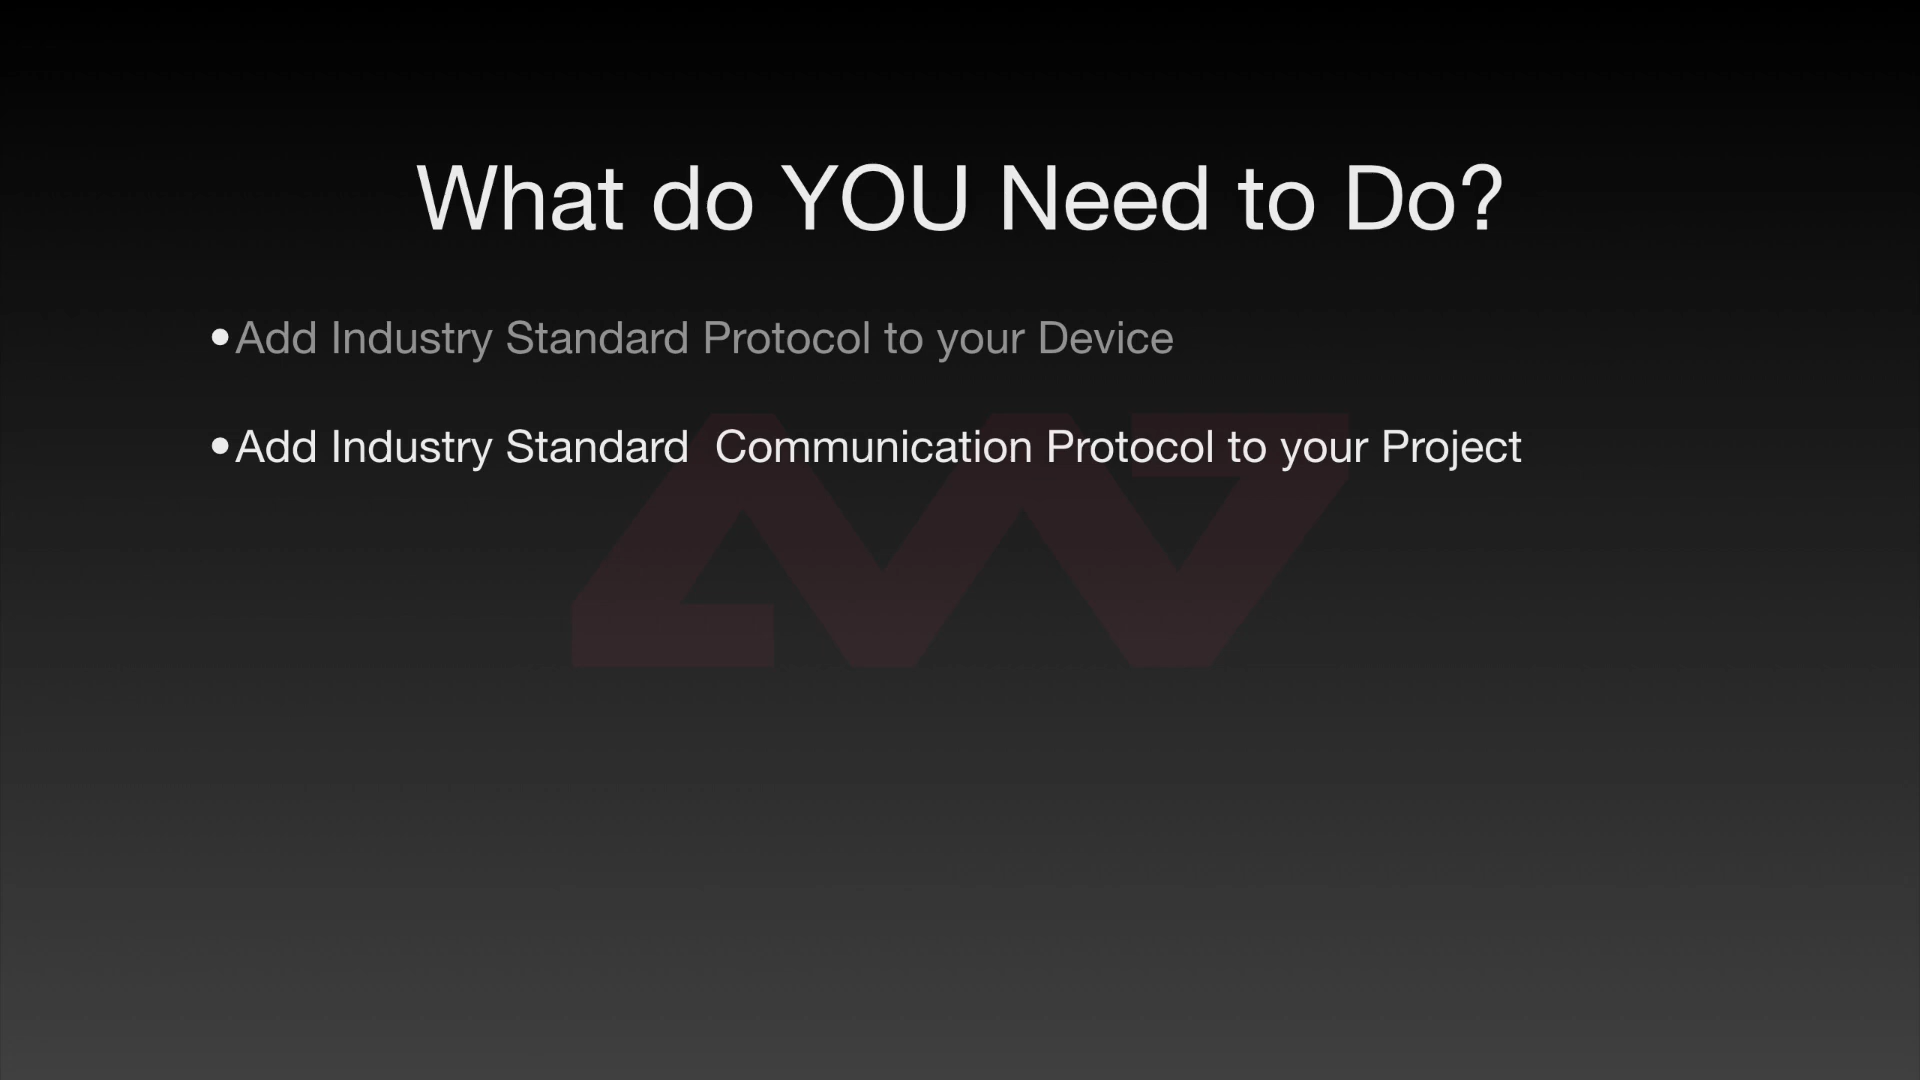 What do YOU Need to Do?
•Add Industry Standard Protocol to your Device
•Add Industry Standard  Communication Protocol to your Project